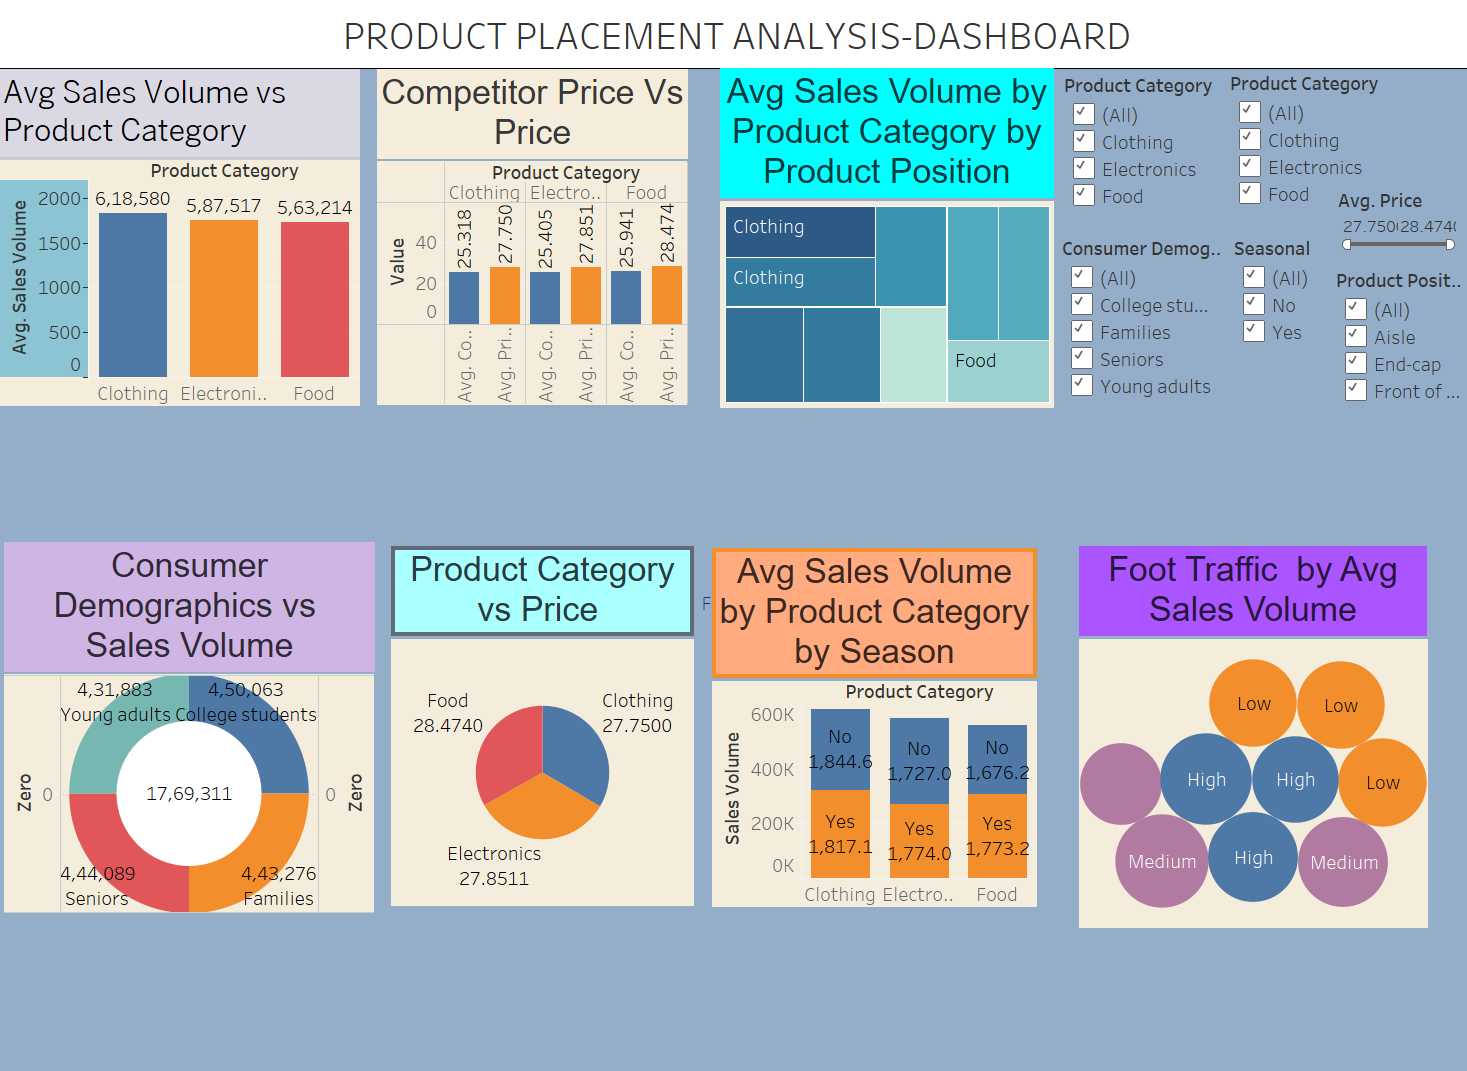 PRODUCT PLACEMENT ANALYSIS-DASHBOARD
Avg Sales Volume vs
Product Category
Product Category
Avg. Sales Volume
2000
1500
1000
500
0
6,18,580
5,87,517
5,63,214
Clothing
Electroni..
Food
Competitor Price Vs
Price
Product Category
Clothing
Electro..
Food
Value
40
20
0
25.318
27.750
25.405
27.851
25.941
28.474
Avg. Co..
Avg. Pri..
Avg. Co..
Avg. Pri..
Avg. Co..
Avg. Pri..
Avg Sales Volume by
Product Category by
Product Position
Clothing
Clothing
Food
Product Category
(All)
Clothing
Electronics
Food
Product Category
(All)
Clothing
Electronics
Food
Avg. Price
27.750
28.474
Consumer Demog..
(All)
College stu...
Families
Seniors
Young adults
Seasonal
(All)
No
Yes
Product Posit..
(All)
Aisle
End-cap
Front of ...
Consumer
Demographics vs
Sales Volume
4,31,883
Young adults
4,50,063
College students
Zero
0
17,69,311
0
Zero
4,44,089
Seniors
4,43,276
Families
Product Category
vs Price
Food
28.4740
Clothing
27.7500
Electronics
27.8511
F
Avg Sales Volume
by Product Category
by Season
Product Category
Sales Volume
600K
400K
200K
0K
No
1,844.6
Yes
1,817.1
No
1,727.0
Yes
1,774.0
No
1,676.2
Yes
1,773.2
Clothing
Electro..
Food
Foot Traffic  by Avg
Sales Volume
Low
Low
High
High
Low
Medium
High
Medium